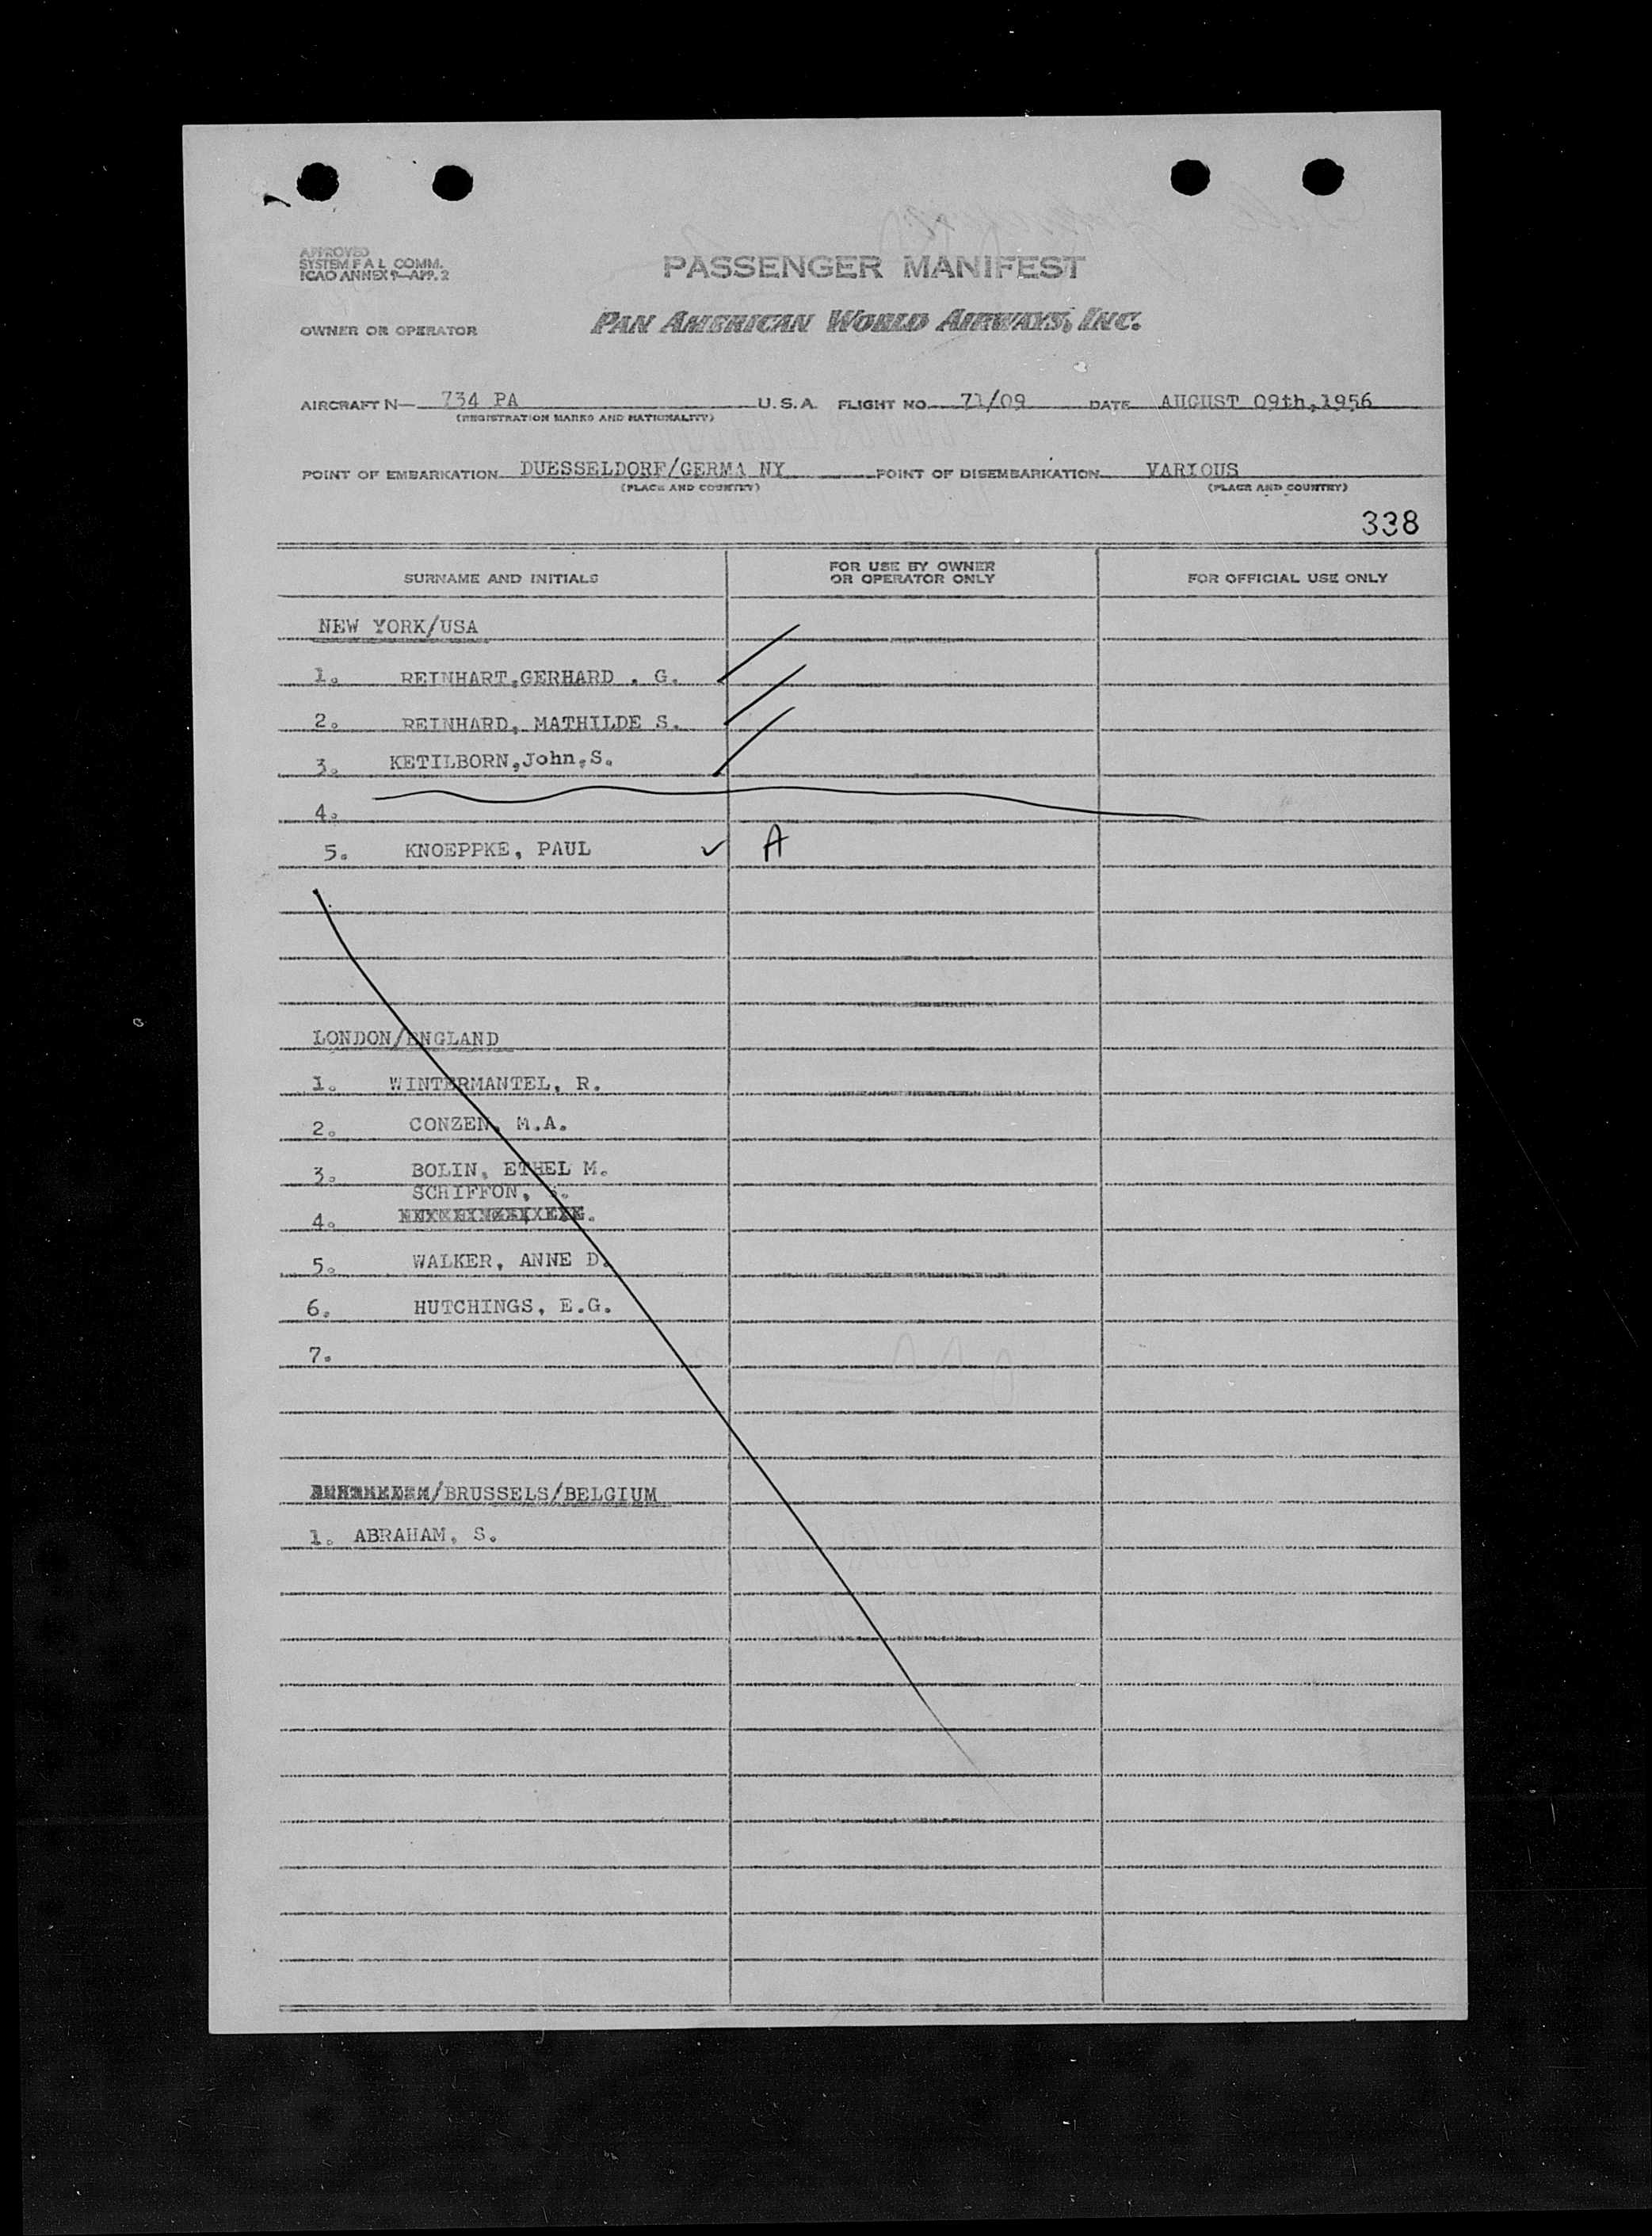 APPROVED
SYSTEM F A L COMM.
ICAO ANNEX 9—APP. 2
PASSENGER MANIFEST
OWNER OR OPERATOR PAN AMERICAN WORLD AIRWAYS, INC.
AIRCRAFT N— 734 PA U.S.A. FLIGHT NO. 71/09 DATE AUGUST 09th,1956
(REGISTRATION MARKS AND NATIONALITY)
POINT OF EMBARKATION DUESSELDORF/GERMA NY POINT OF DISEMBARKATION VARIOUS
(PLACE AND COUNTRY) (PLACE AND COUNTRY)
338
SURNAME AND INITIALS FOR USE BY OWNER OR OPERATOR ONLY FOR OFFICIAL USE ONLY
NEW YORK/USA
1. REINHART,GERHARD . G.
2. REINHARD, MATHILDE S.
3. KETILBORN,John,S.
4.
5. KNOEPPKE, PAUL ✓ A
LONDON/ENGLAND
1. WINTERMANTEL, R.
2. CONZEN, M.A.
3. BOLIN, ETHEL M.
SCHIFFON,
4.
5. WALKER, ANNE D.
6. HUTCHINGS, E.G.
7.
/BRUSSELS/BELGIUM
1. ABRAHAM, S.